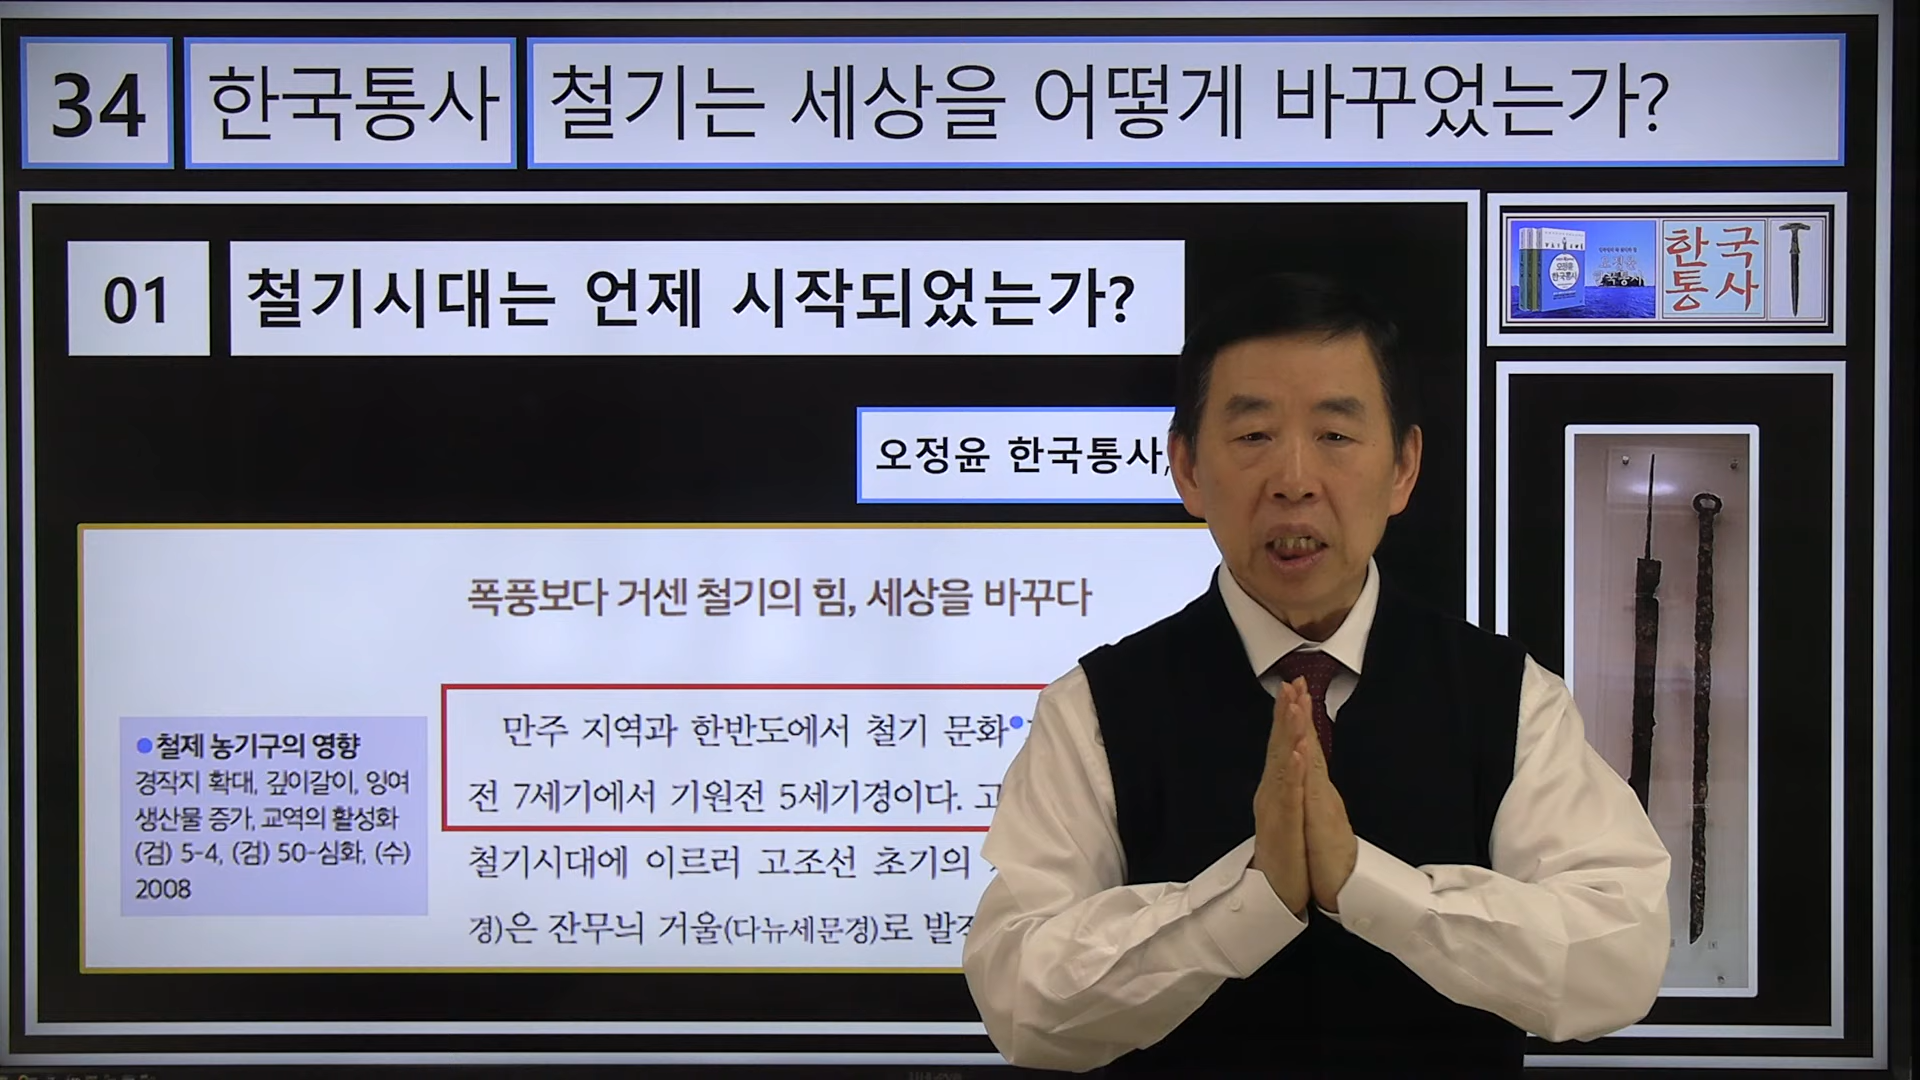 34 한국통사 철기는 세상을 어떻게 바꾸었는가?
01 철기시대는 언제 시작되었는가?
한국
통사
오정윤 한국통사,
폭풍보다 거센 철기의 힘, 세상을 바꾸다
만주 지역과 한반도에서 철기 문화
전 7세기에서 기원전 5세기경이다. 고
철기시대에 이르러 고조선 초기의
경)은 잔무늬 거울(다뉴세문경)로 발
철제 농기구의 영향
경작지 확대, 깊이갈이, 잉여
생산물 증가, 교역의 활성화
(검) 5-4, (검) 50-심화, (수)
2008